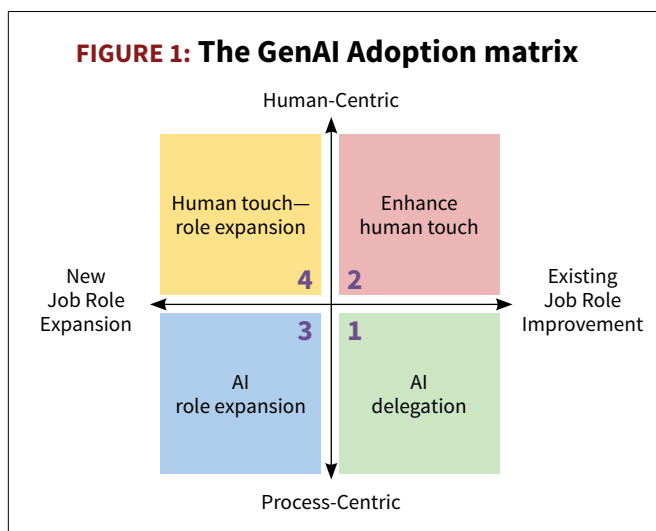 FIGURE 1: The GenAI Adoption matrix
Human-Centric
Human touch—
role expansion
4
Enhance
human touch
2
New
Job Role
Expansion
Existing
Job Role
Improvement
3
AI
role expansion
1
AI
delegation
Process-Centric